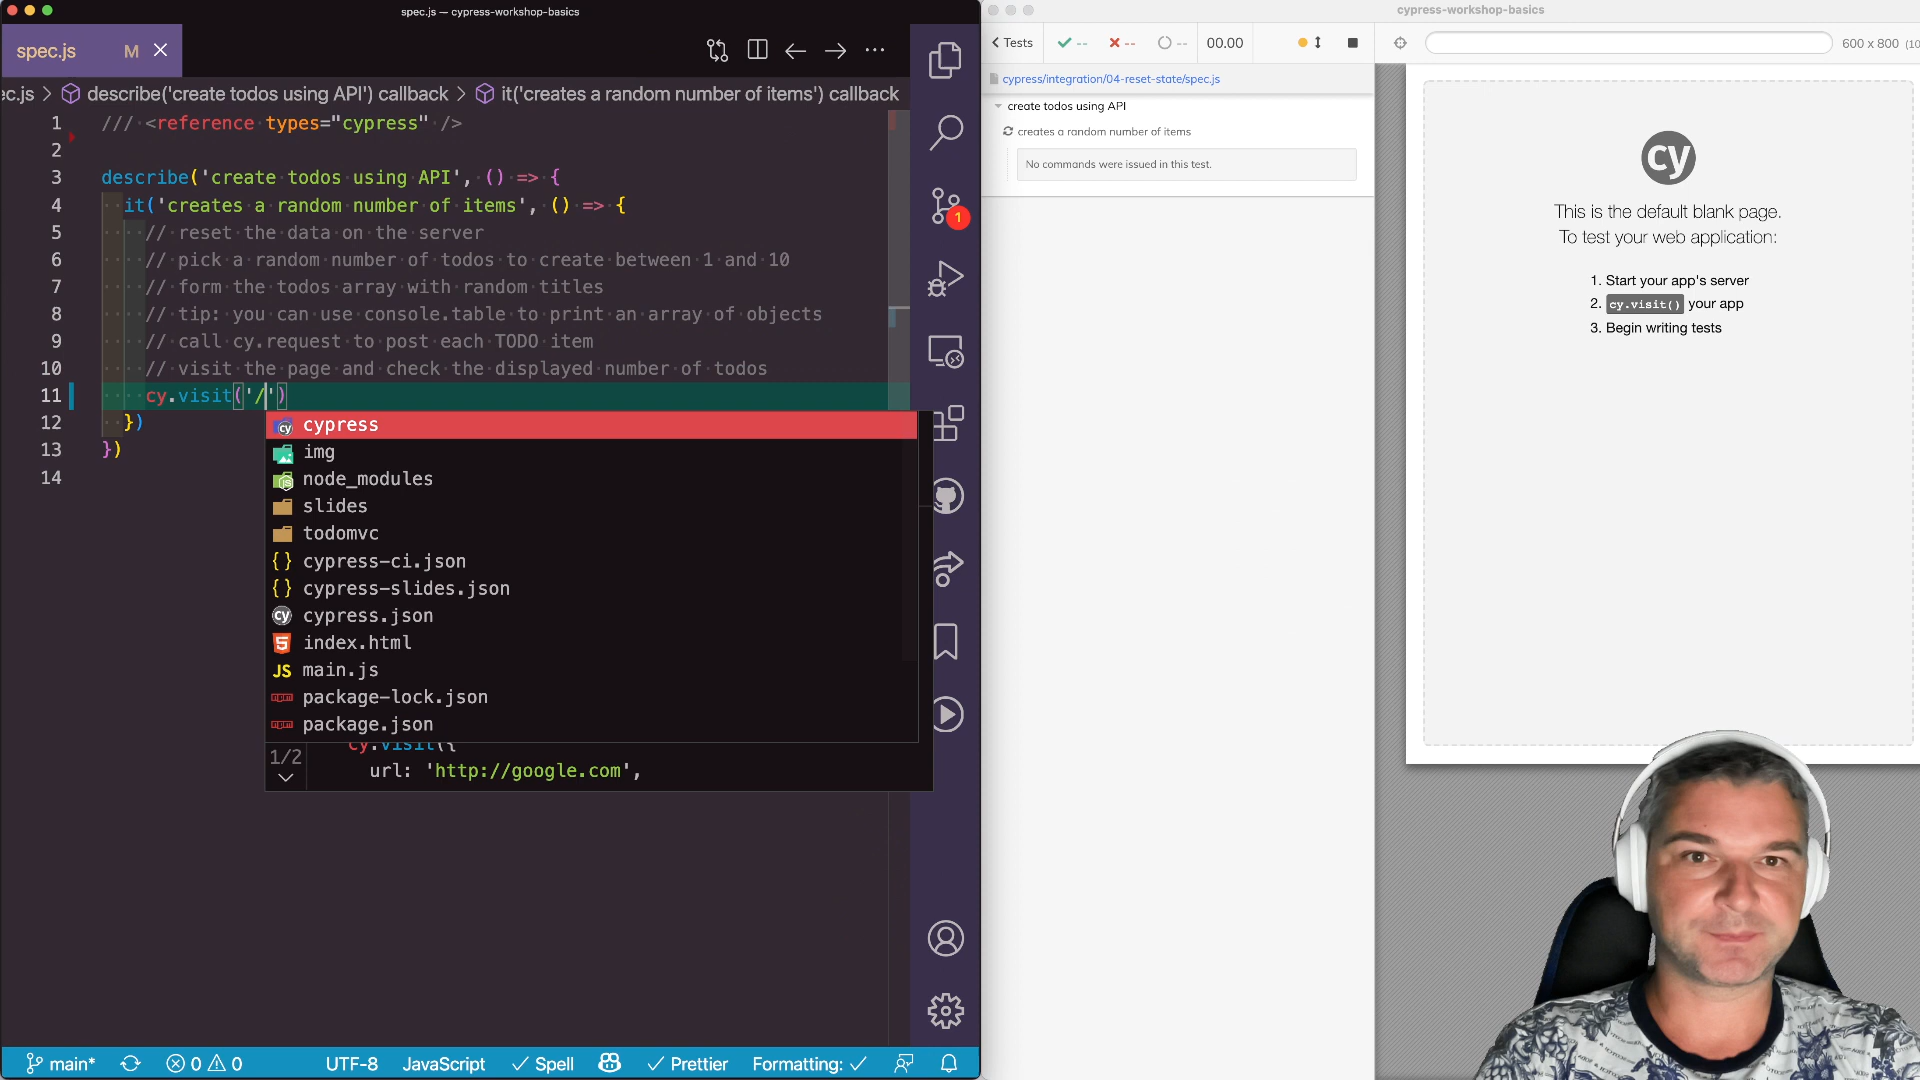 spec.js — cypress-workshop-basics
spec.js M
ec.js > describe('create todos using API') callback > it('creates a random number of items') callback
1 /// <reference types="cypress" />
2
3 describe('create todos using API', () => {
4 it('creates a random number of items', () => {
5 // reset the data on the server
6 // pick a random number of todos to create between 1 and 10
7 // form the todos array with random titles
8 // tip: you can use console.table to print an array of objects
9 // call cy.request to post each TODO item
10 // visit the page and check the displayed number of todos
11 cy.visit('/')
12 })
13 })
14
cypress
img
node_modules
slides
todomvc
cypress-ci.json
cypress-slides.json
cypress.json
index.html
main.js
package-lock.json
package.json
cy.visit({
1/2
url: 'http://google.com',
1
main* 0 0 UTF-8 JavaScript Spell Prettier Formatting:
cypress-workshop-basics
Tests -- -- -- 00.00
600 x 800 (10
cypress/integration/04-reset-state/spec.js
create todos using API
creates a random number of items
No commands were issued in this test.
cy
This is the default blank page.
To test your web application:
1. Start your app's server
2. cy.visit() your app
3. Begin writing tests